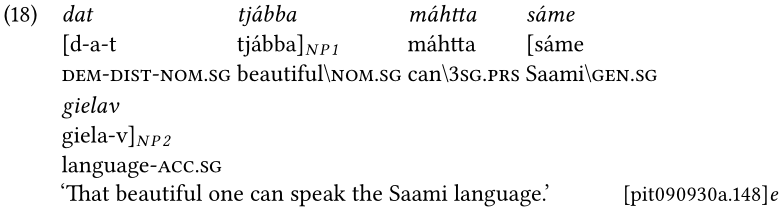 (18) dat tjábba máhtta sáme
[d-a-t tjábba]NP1 máhtta [sáme
DEM-DIST-NOM.SG beautiful\NOM.SG can\3SG.PRS Saami\GEN.SG
gielav
giela-v]NP2
language-ACC.SG
‘That beautiful one can speak the Saami language.’ [pit090930a.148]e